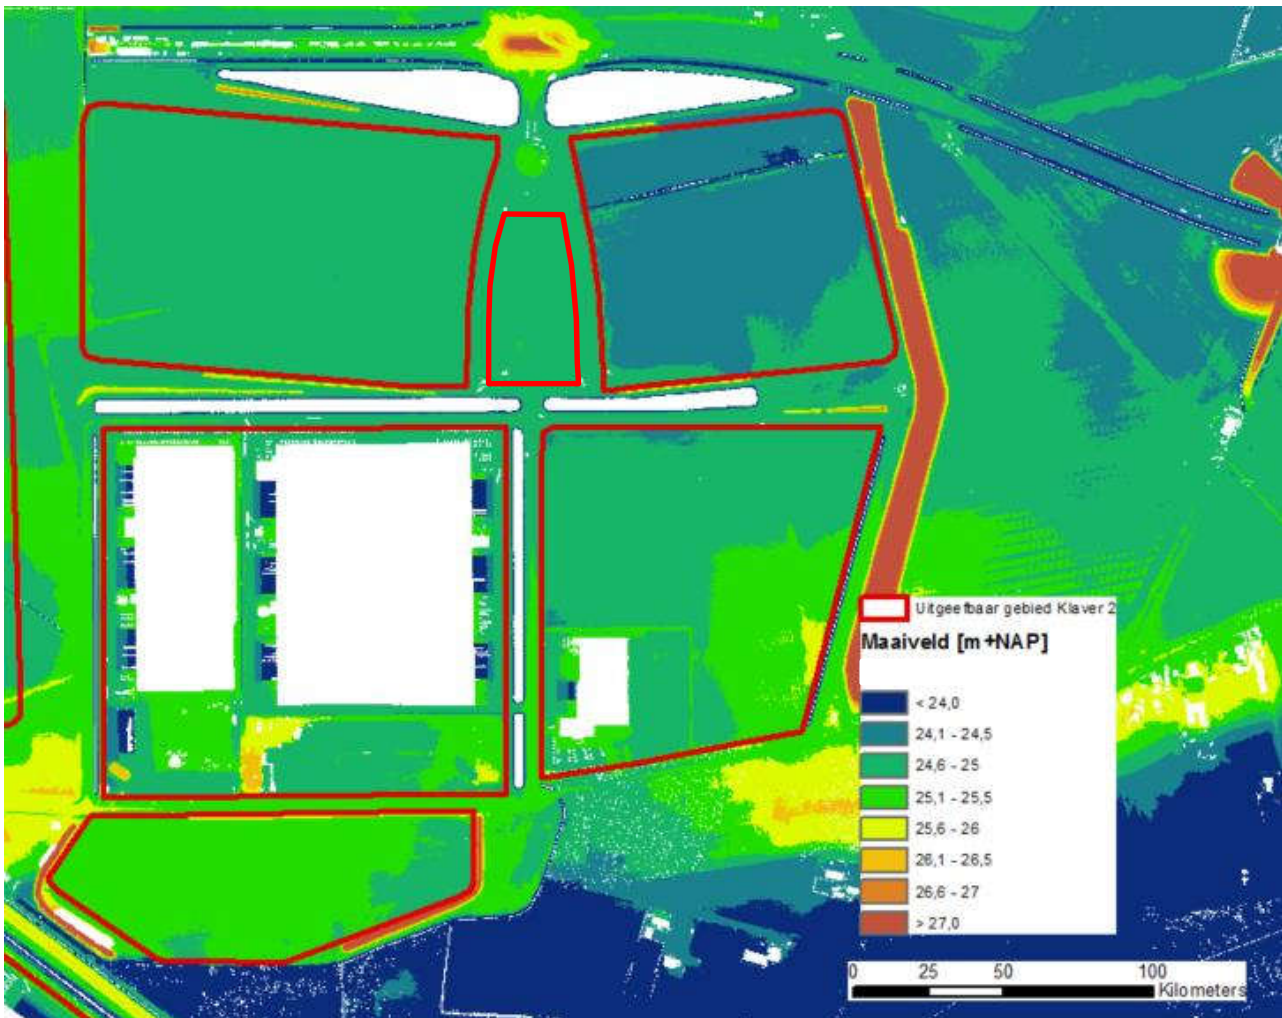 Uitgeefbaar gebied Klaver 2
Maaiveld [m+NAP]
< 24,0
24,1 - 24,5
24,6 - 25
25,1 - 25,5
25,6 - 26
26,1 - 26,5
26,6 - 27
> 27,0
0 25 50 100
Kilometers